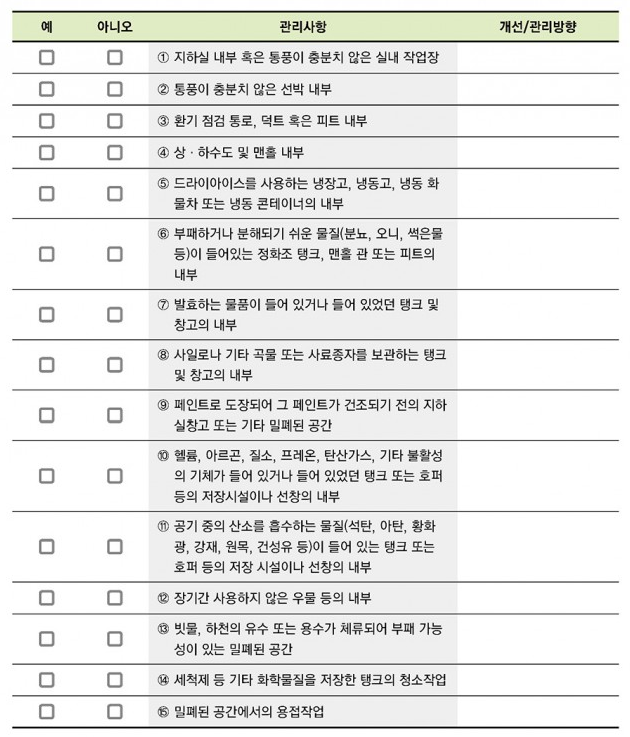 예 아니오 관리사항 개선/관리방향
① 지하실 내부 혹은 통풍이 충분치 않은 실내 작업장
② 통풍이 충분치 않은 선박 내부
③ 환기 점검 통로, 덕트 혹은 피트 내부
④ 상 · 하수도 및 맨홀 내부
⑤ 드라이아이스를 사용하는 냉장고, 냉동고, 냉동 화
물차 또는 냉동 콘테이너의 내부
⑥ 부패하거나 분해되기 쉬운 물질(분뇨, 오니, 썩은물
등)이 들어있는 정화조 탱크, 맨홀 관 또는 피트의
내부
⑦ 발효하는 물품이 들어 있거나 들어 있었던 탱크 및
창고의 내부
⑧ 사일로나 기타 곡물 또는 사료종자를 보관하는 탱크
및 창고의 내부
⑨ 페인트로 도장되어 그 페인트가 건조되기 전의 지하
실창고 또는 기타 밀폐된 공간
⑩ 헬륨, 아르곤, 질소, 프레온, 탄산가스, 기타 불활성
의 기체가 들어 있거나 들어 있었던 탱크 또는 호퍼
등의 저장시설이나 선창의 내부
⑪ 공기 중의 산소를 흡수하는 물질(석탄, 아탄, 황화
광, 강재, 원목, 건성유 등)이 들어 있는 탱크 또는
호퍼 등의 저장 시설이나 선창의 내부
⑫ 장기간 사용하지 않은 우물 등의 내부
⑬ 빗물, 하천의 유수 또는 용수가 체류되어 부패 가능
성이 있는 밀폐된 공간
⑭ 세척제 등 기타 화학물질을 저장한 탱크의 청소작업
⑮ 밀폐된 공간에서의 용접작업